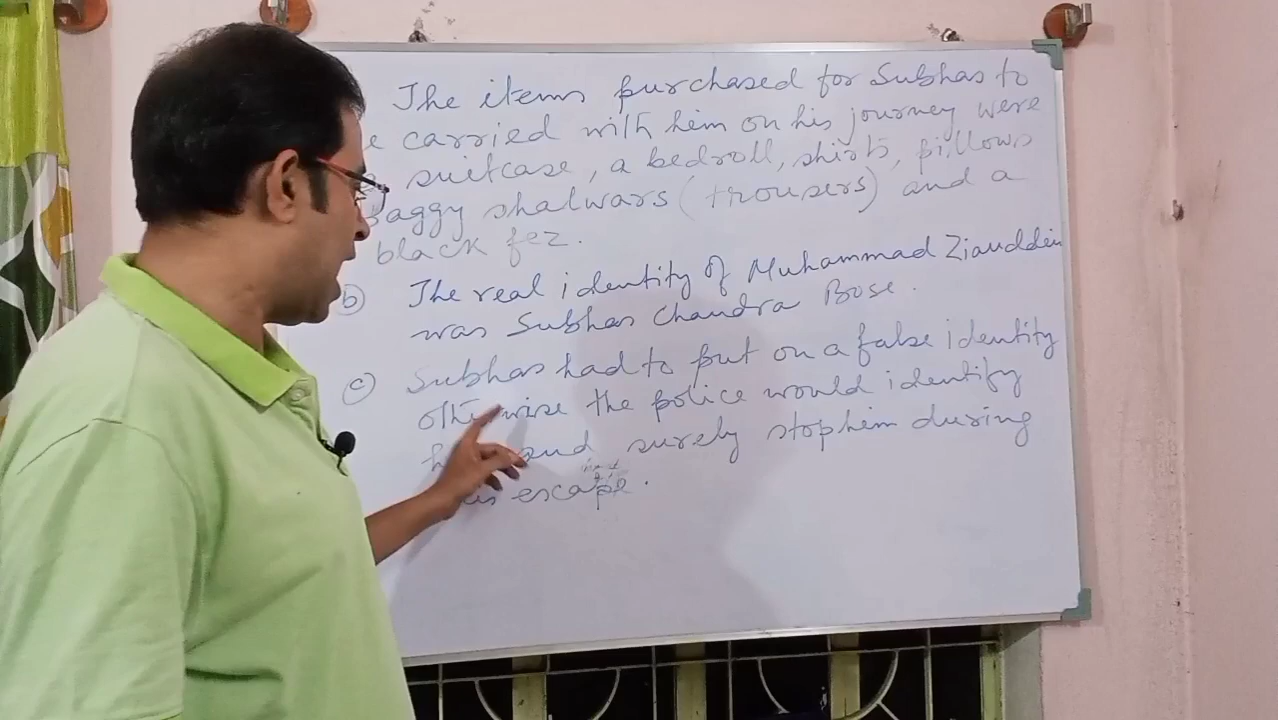 The items purchased for Subhas to
e carried with him on his journey were
suitcase, a bedroll, shirts, pillows
baggy shalwars (trousers) and a
black fez.
b) The real identity of Muhammad Ziauddin
was Subhas Chandra Bose.
c) Subhas had to put on a false identity
otherwise the police would identify
h and surely stop him during
his escape.